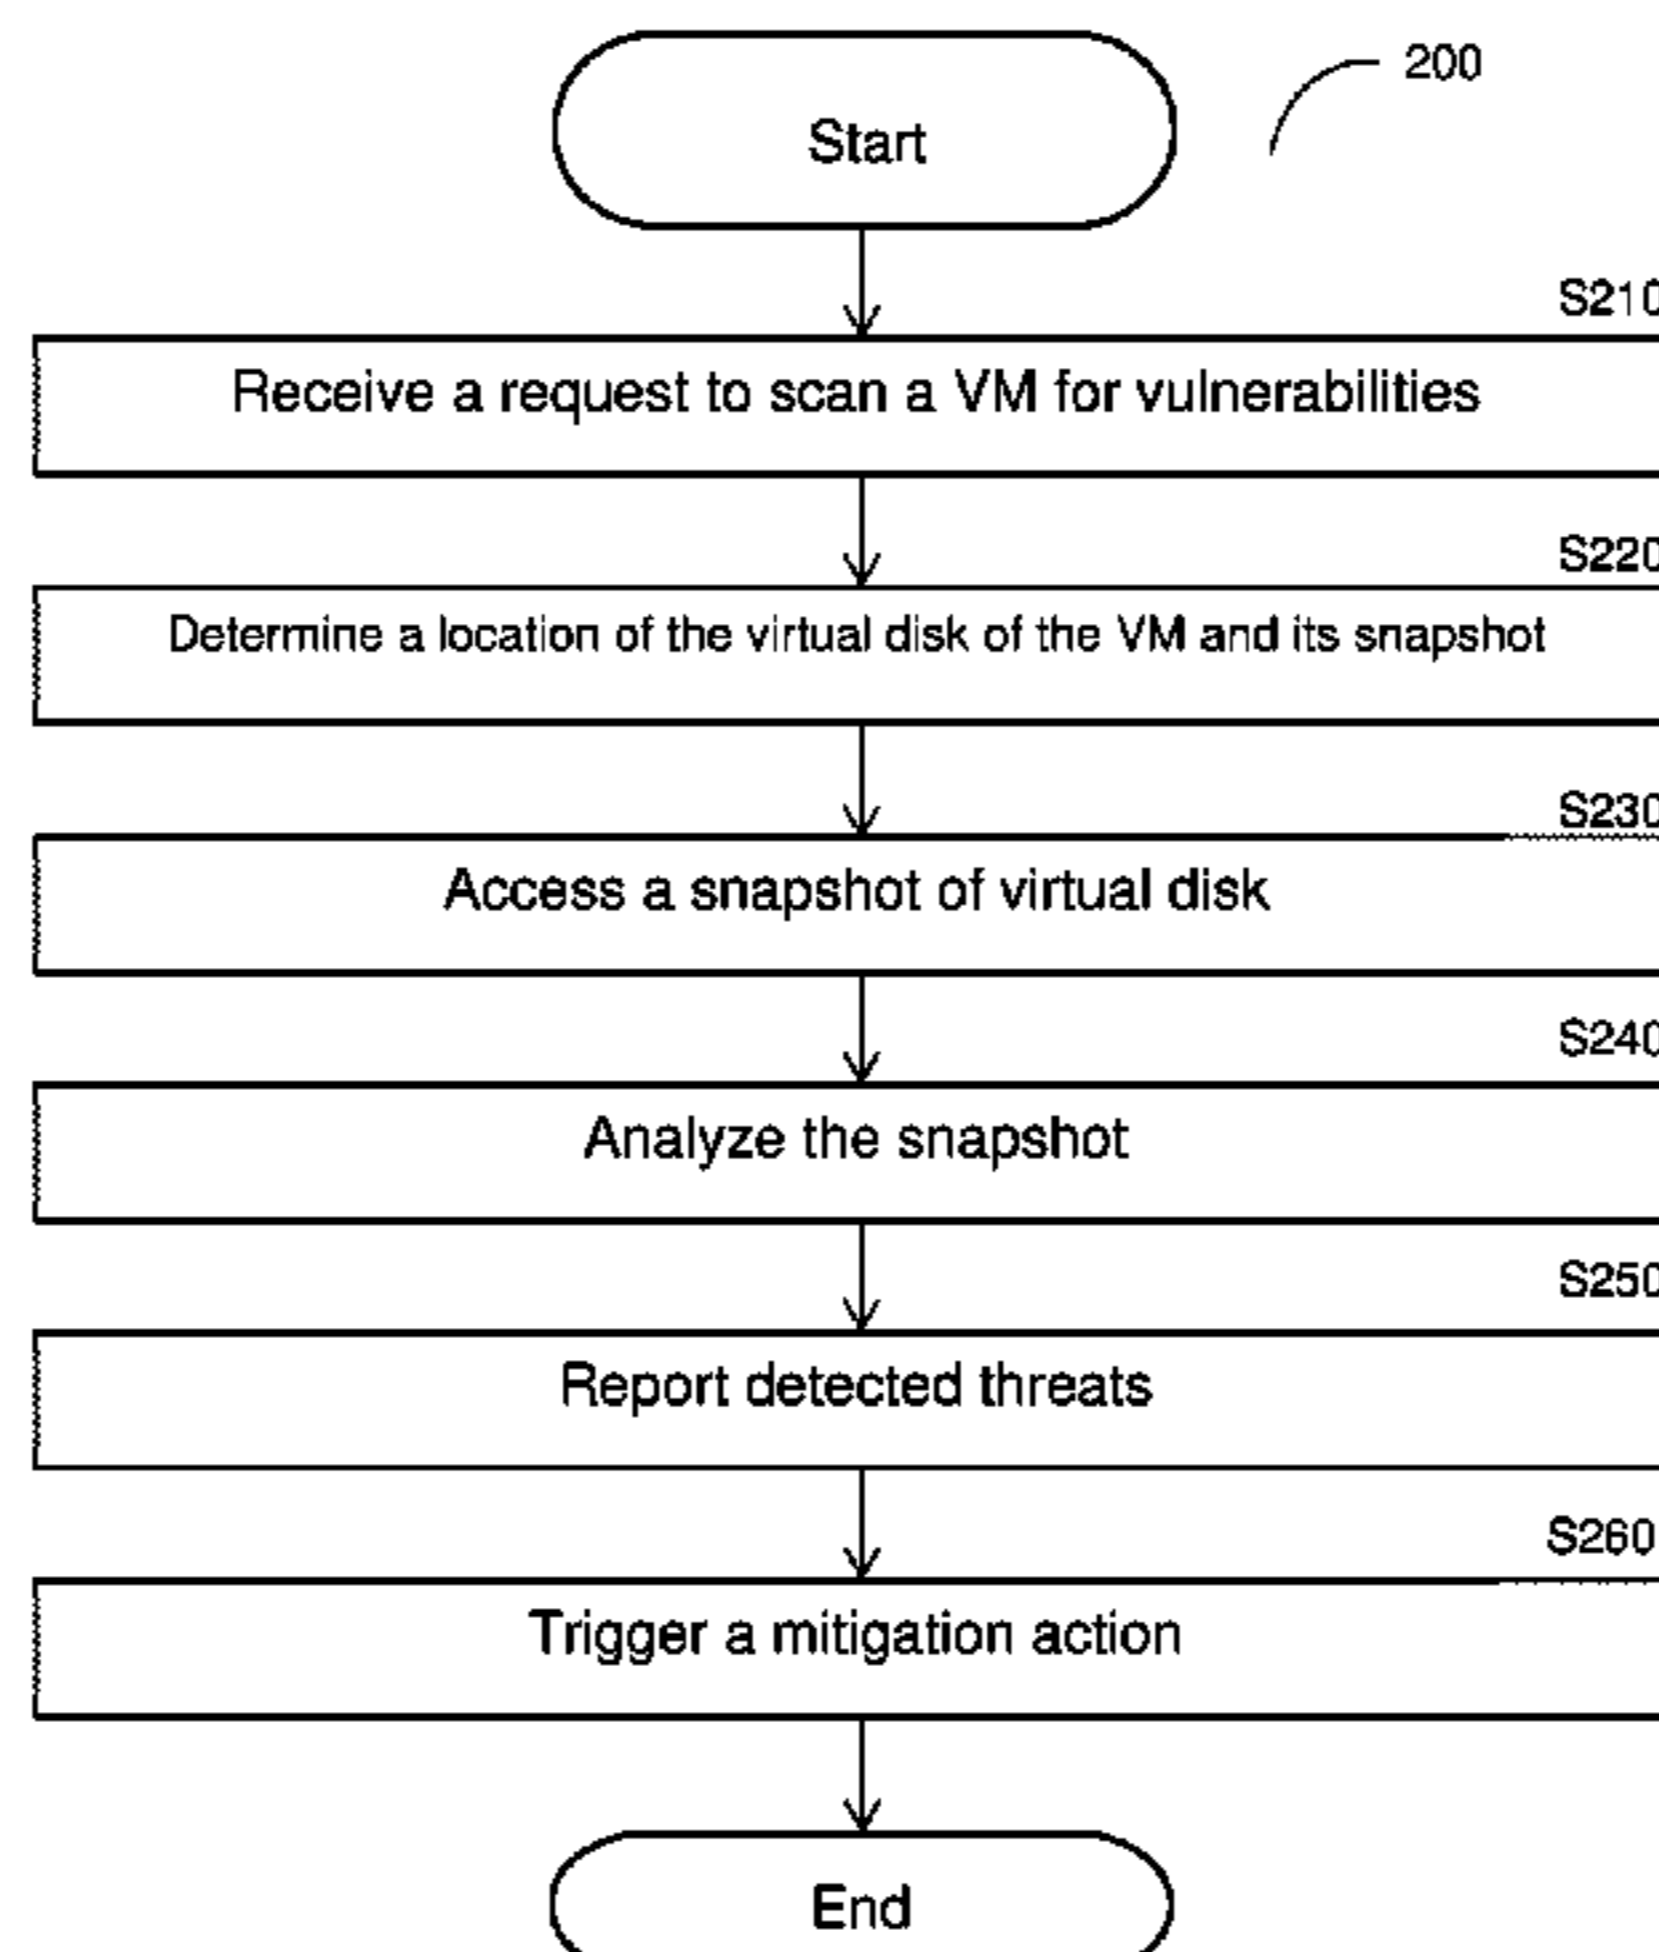 Start
200
S210
Receive a request to scan a VM for vulnerabilities
S220
Determine a location of the virtual disk of the VM and its snapshot
S230
Access a snapshot of virtual disk
S240
Analyze the snapshot
S250
Report detected threats
S260
Trigger a mitigation action
End